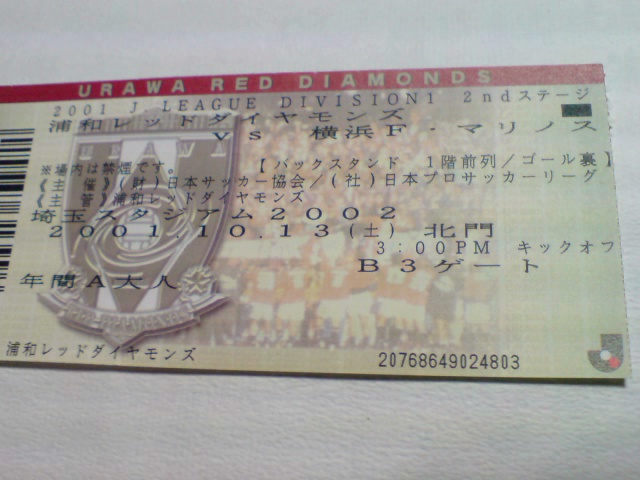 URAWA RED DIAMONDS
2001 J LEAGUE DIVISION1 2ndステージ
浦和レッドダイヤモンズ
VS 横浜F・マリノス
※場内は禁煙です。 【バックスタンド 1階前列/ゴール裏】
《主 催》(財)日本サッカー協会/(社)日本プロサッカーリーグ
《主 管》浦和レッドダイヤモンズ
埼玉スタジアム2002
2001.10.13(土) 北門
3:00PM キックオフ
年間A大人 B3ゲート
浦和レッドダイヤモンズ 20768649024803